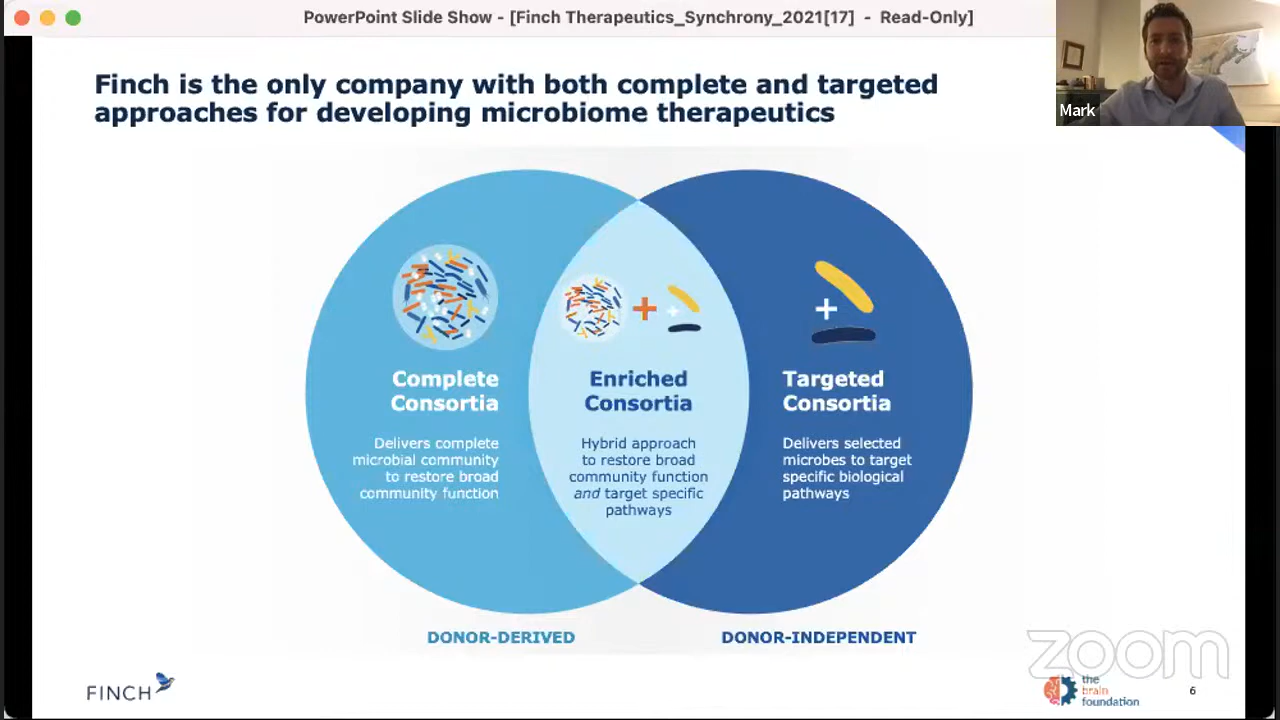 PowerPoint Slide Show - [Finch Therapeutics_Synchrony_2021[17] - Read-Only]
Mark
Finch is the only company with both complete and targeted
approaches for developing microbiome therapeutics
Complete
Consortia
Delivers complete
microbial community
to restore broad
community function
Enriched
Consortia
Hybrid approach
to restore broad
community function
and target specific
pathways
Targeted
Consortia
Delivers selected
microbes to target
specific biological
pathways
DONOR-DERIVED
DONOR-INDEPENDENT
FINCH
zoom
the
brain
foundation
6